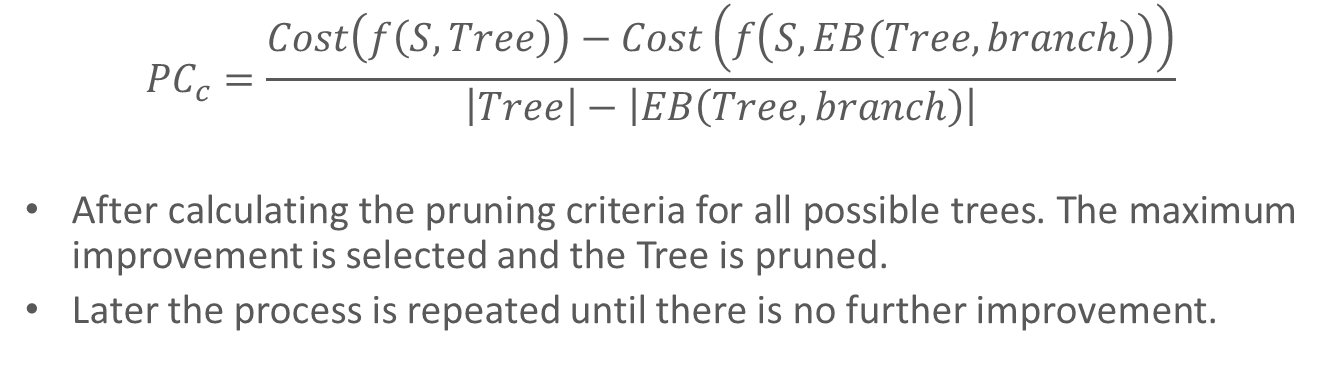 PC_c = \frac{Cost(f(S,Tree)) − Cost(f(S,EB(Tree,branch)))}{|Tree| − |EB(Tree,branch)|}
• After calculating the pruning criteria for all possible trees. The maximum
improvement is selected and the Tree is pruned.
• Later the process is repeated until there is no further improvement.